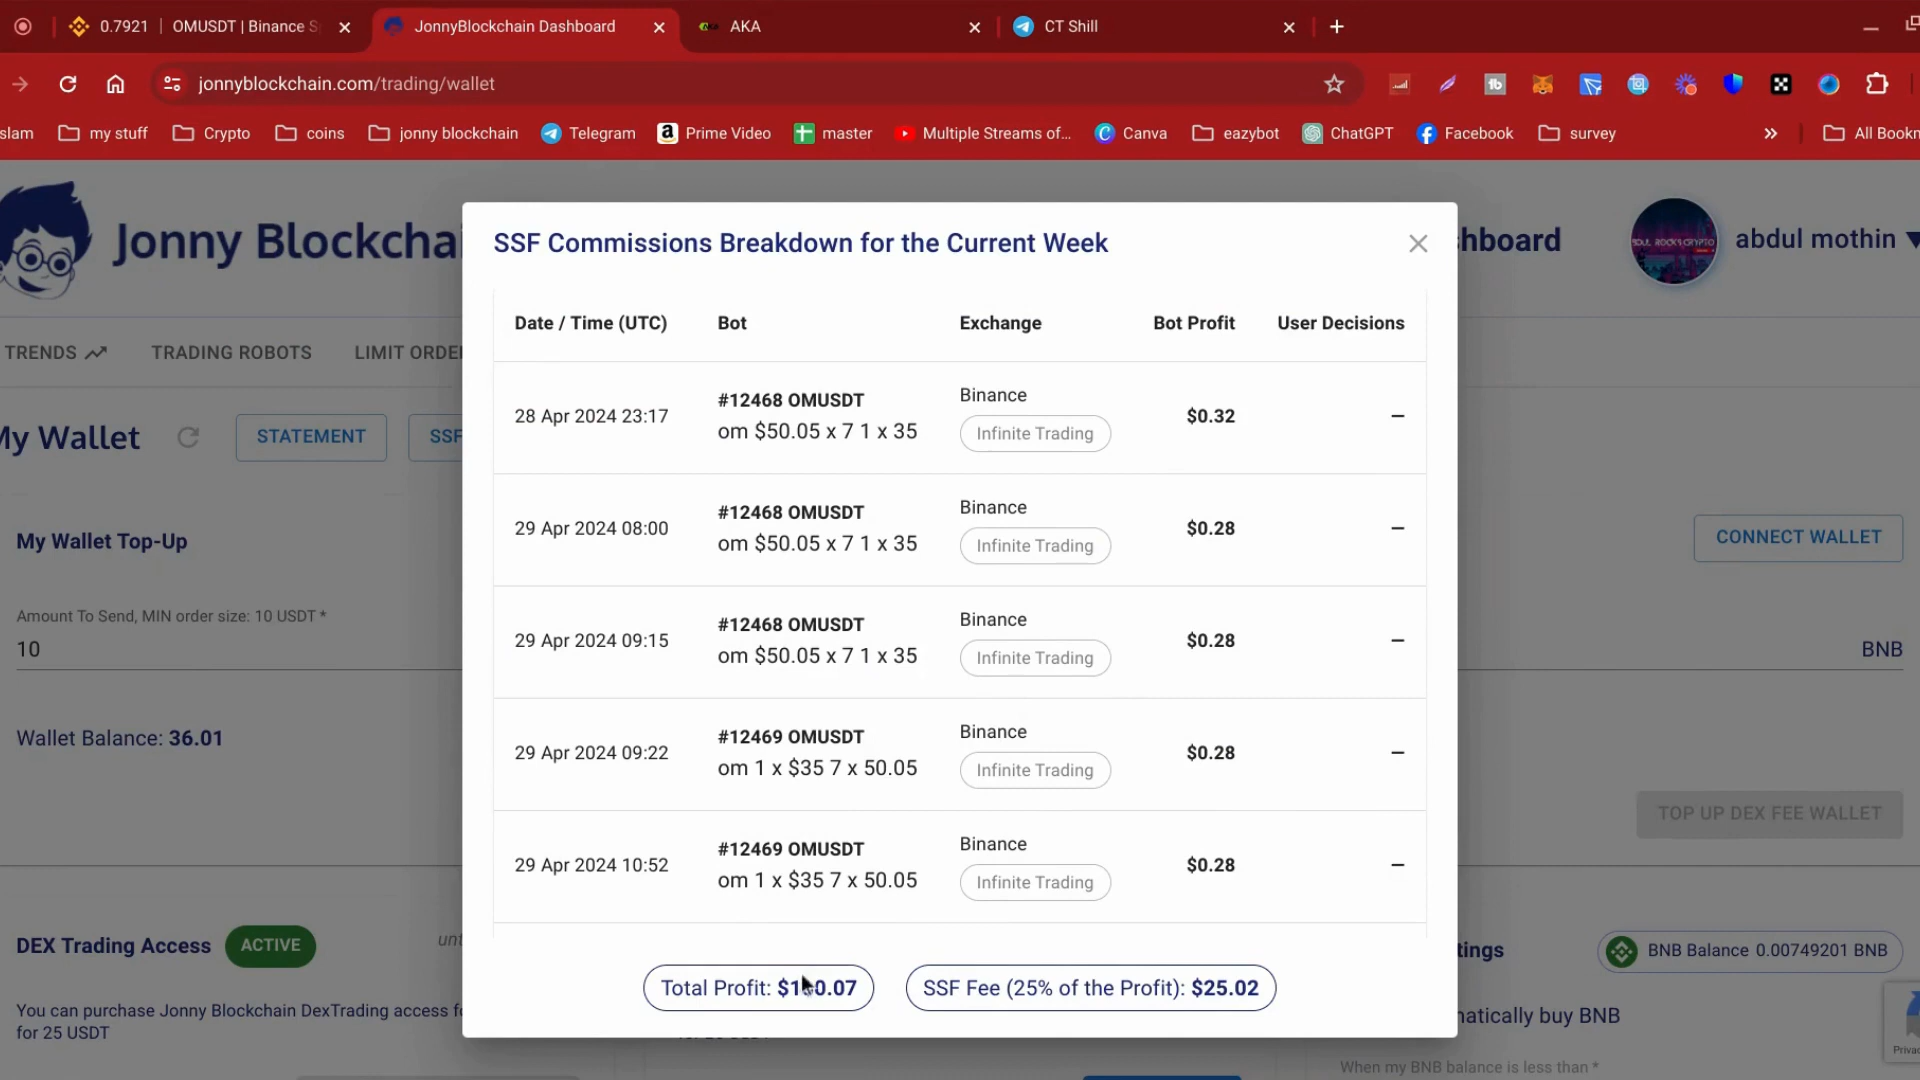 0.7921 | OMUSDT | Binance S
JonnyBlockchain Dashboard
AKA
CT Shill
jonnyblockchain.com/trading/wallet
slam
my stuff
Crypto
coins
jonny blockchain
Telegram
Prime Video
master
Multiple Streams of...
Canva
eazybot
ChatGPT
Facebook
survey
All Bookn
Jonny Blockchai
shboard
abdul mothin
TRENDS
TRADING ROBOTS
LIMIT ORDE
My Wallet
STATEMENT
SSF
My Wallet Top-Up
CONNECT WALLET
Amount To Send, MIN order size: 10 USDT *
10
BNB
Wallet Balance: 36.01
TOP UP DEX FEE WALLET
DEX Trading Access
ACTIVE
unt
You can purchase Jonny Blockchain DexTrading access fo
for 25 USDT
ttings
BNB Balance 0.00749201 BNB
matically buy BNB
When my BNB balance is less than *
Privac
SSF Commissions Breakdown for the Current Week
Date / Time (UTC) Bot Exchange Bot Profit User Decisions
28 Apr 2024 23:17 #12468 OMUSDT Binance $0.32 –
om $50.05 x 7 1 x 35 Infinite Trading
29 Apr 2024 08:00 #12468 OMUSDT Binance $0.28 –
om $50.05 x 7 1 x 35 Infinite Trading
29 Apr 2024 09:15 #12468 OMUSDT Binance $0.28 –
om $50.05 x 7 1 x 35 Infinite Trading
29 Apr 2024 09:22 #12469 OMUSDT Binance $0.28 –
om 1 x $35 7 x 50.05 Infinite Trading
29 Apr 2024 10:52 #12469 OMUSDT Binance $0.28 –
om 1 x $35 7 x 50.05 Infinite Trading
Total Profit:
SSF Fee (25% of the Profit): $25.02